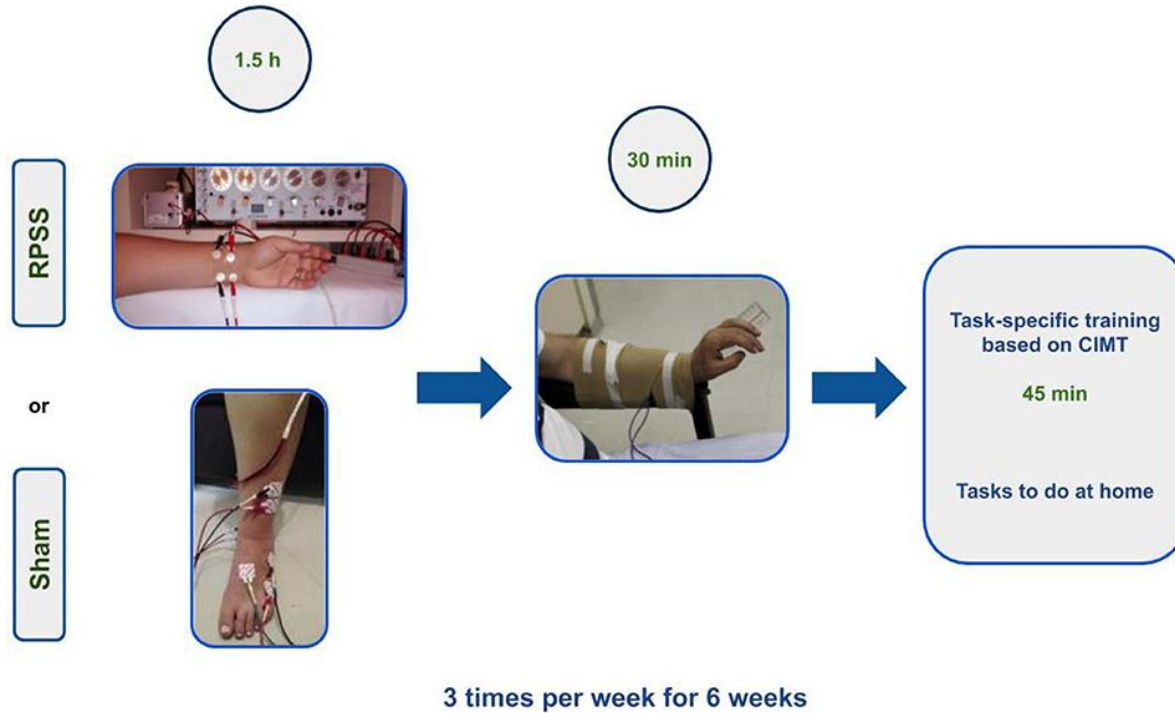 1.5 h
30 min
RPSS
or
Sham
Task-specific training
based on CIMT
45 min
Tasks to do at home
3 times per week for 6 weeks